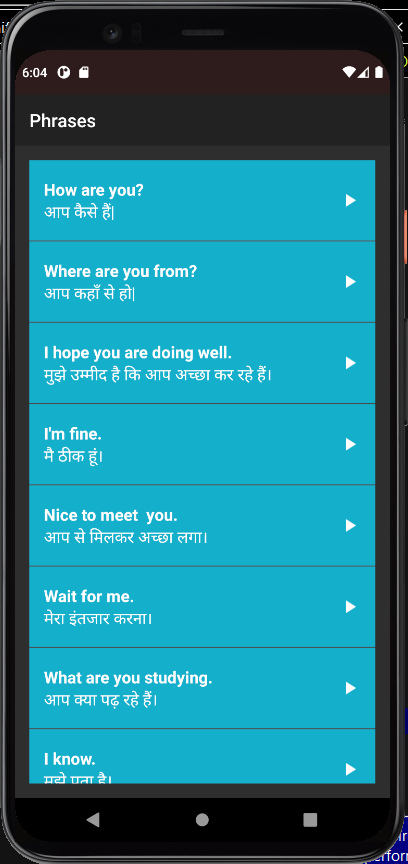 6:04
Phrases
How are you?
आप कैसे हैं|
Where are you from?
आप कहाँ से हो|
I hope you are doing well.
मुझे उम्मीद है कि आप अच्छा कर रहे हैं।
I'm fine.
मै ठीक हूं।
Nice to meet  you.
आप से मिलकर अच्छा लगा।
Wait for me.
मेरा इंतजार करना।
What are you studying.
आप क्या पढ़ रहे हैं।
I know.
मुझे पता है।